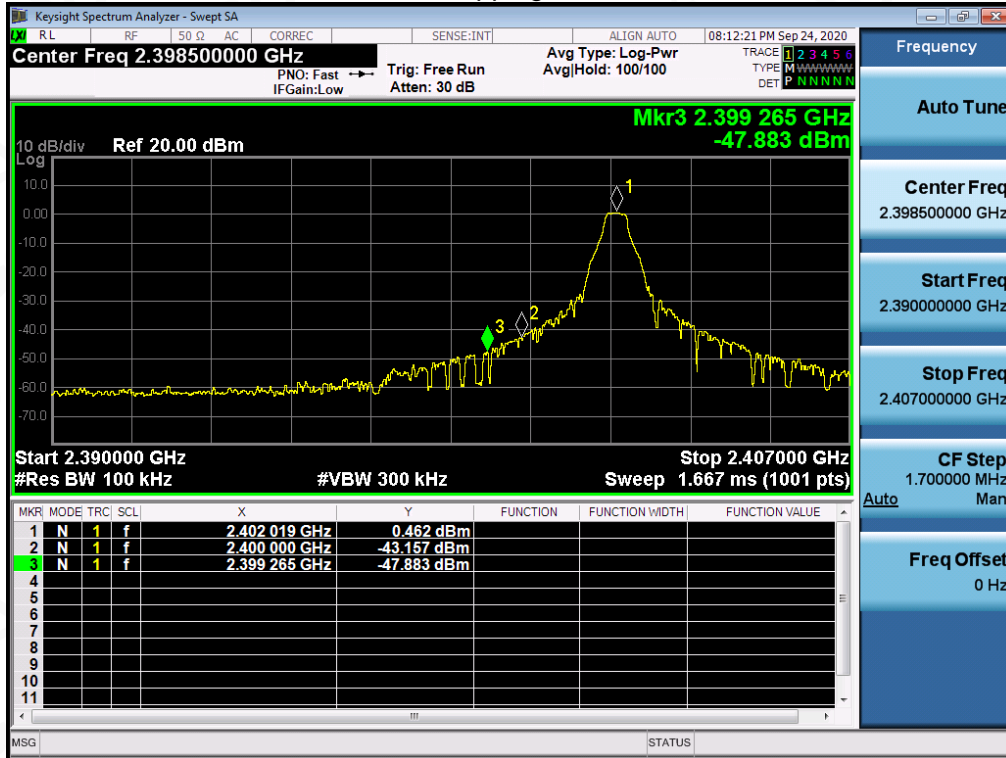 Keysight Spectrum Analyzer - Swept SA
LXI RL RF 50 Ω AC CORREC SENSE:INT ALIGN AUTO 08:12:21 PM Sep 24, 2020
Center Freq 2.398500000 GHz
PNO: Fast
IFGain:Low
Trig: Free Run
Atten: 30 dB
Avg Type: Log-Pwr
Avg|Hold: 100/100
TRACE 1 2 3 4 5 6
TYPE M W W W W W
DET P N N N N N
Mkr3 2.399 265 GHz
-47.883 dBm
10 dB/div Ref 20.00 dBm
Log
10.0
0.00
-10.0
-20.0
-30.0
-40.0
-50.0
-60.0
-70.0
1
2
3
Start 2.390000 GHz Stop 2.407000 GHz
#Res BW 100 kHz #VBW 300 kHz Sweep 1.667 ms (1001 pts)
MKR MODE TRC SCL X Y FUNCTION FUNCTION WIDTH FUNCTION VALUE
1 N 1 f 2.402 019 GHz 0.462 dBm
2 N 1 f 2.400 000 GHz -43.157 dBm
3 N 1 f 2.399 265 GHz -47.883 dBm
4
5
6
7
8
9
10
11
MSG STATUS
Frequency
Auto Tune
Center Freq
2.398500000 GHz
Start Freq
2.390000000 GHz
Stop Freq
2.407000000 GHz
CF Step
1.700000 MHz
Auto Man
Freq Offset
0 Hz